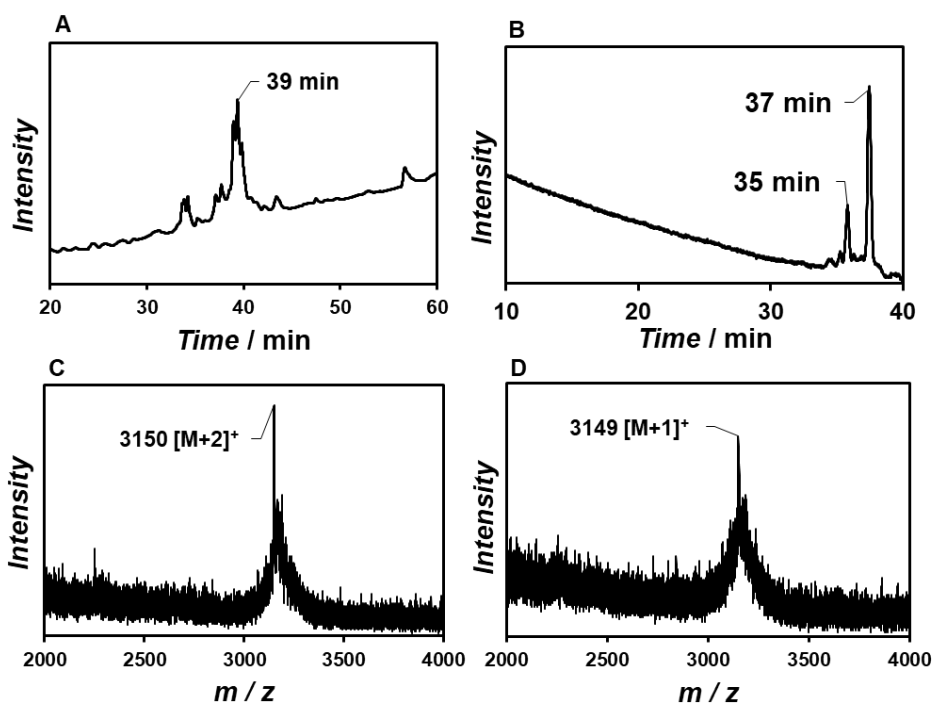 A
39 min
Intensity
20 30 40 50 60
Time / min
B
37 min
35 min
Intensity
10 20 30 40
Time / min
C
3150 [M+2]⁺
Intensity
2000 2500 3000 3500 4000
m / z
D
3149 [M+1]⁺
Intensity
2000 2500 3000 3500 4000
m / z